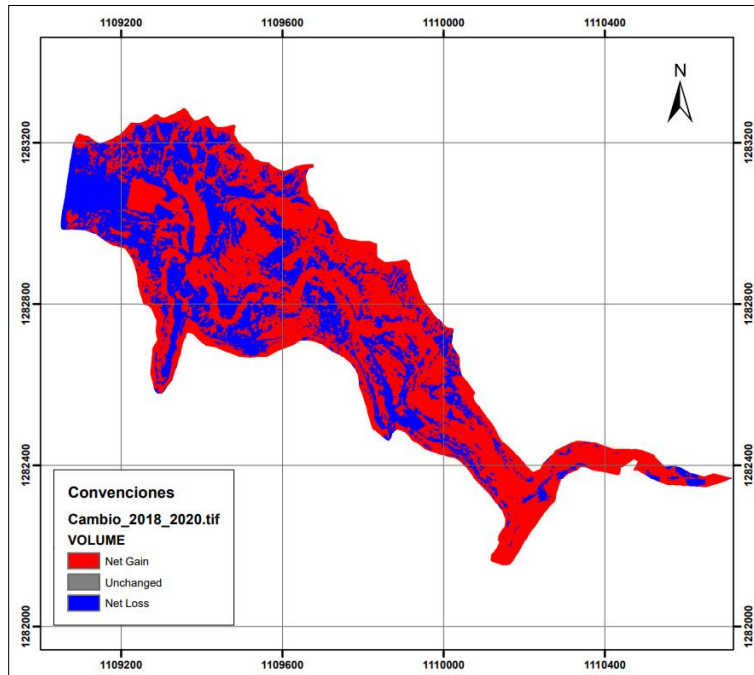 1109200 1109600 1110000 1110400
N
1283200 1283200
1282800 1282800
1282400 1282400
Convenciones
Cambio_2018_2020.tif
VOLUME
Net Gain
Unchanged
Net Loss
1282000 1282000
1109200 1109600 1110000 1110400